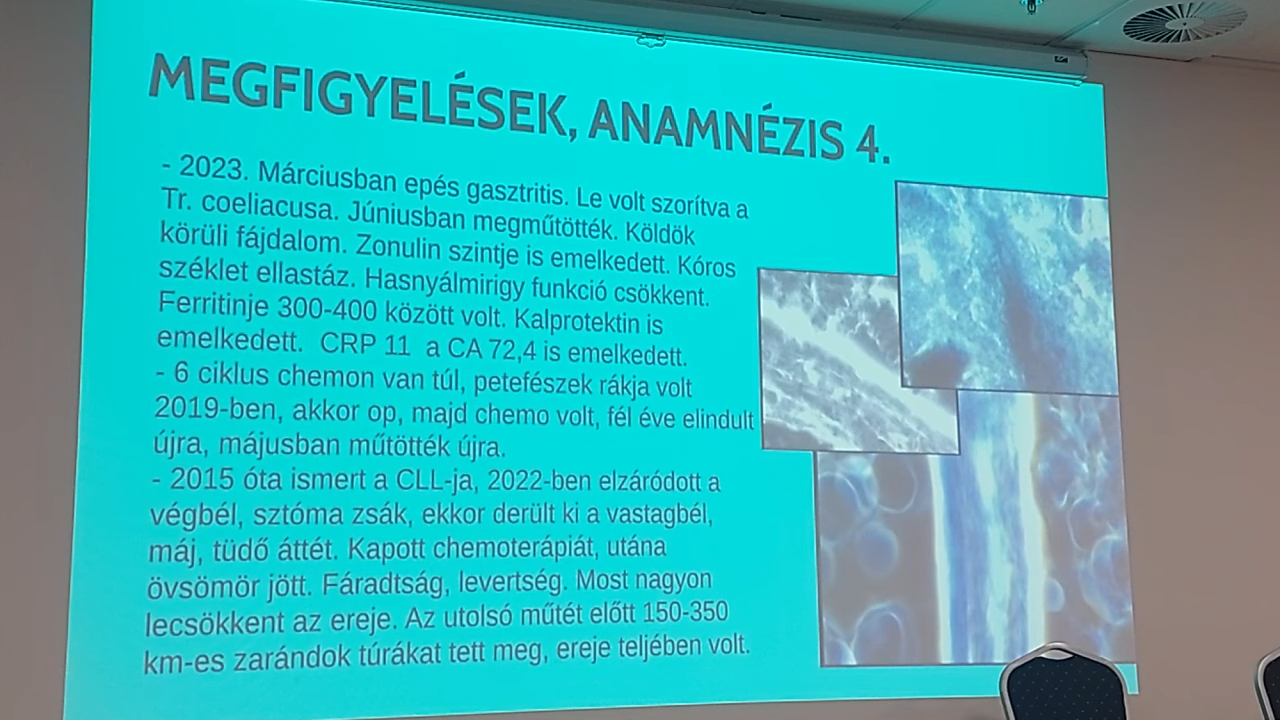 MEGFIGYELÉSEK, ANAMNÉZIS 4.
- 2023. Márciusban epés gasztritis. Le volt szorítva a
Tr. coeliacusa. Júniusban megműtötték. Köldök
körüli fájdalom. Zonulin szintje is emelkedett. Kóros
széklet ellastáz. Hasnyálmirigy funkció csökkent.
Ferritinje 300-400 között volt. Kalprotektin is
emelkedett.  CRP 11  a CA 72,4 is emelkedett.
- 6 ciklus chemon van túl, petefészek rákja volt
2019-ben, akkor op, majd chemo volt, fél éve elindult
újra, májusban műtötték újra.
- 2015 óta ismert a CLL-ja, 2022-ben elzáródott a
végbél, sztóma zsák, ekkor derült ki a vastagbél,
máj, tüdő áttét. Kapott chemoterápiát, utána
övsömör jött. Fáradtság, levertség. Most nagyon
lecsökkent az ereje. Az utolsó műtét előtt 150-350
km-es zarándok túrákat tett meg, ereje teljében volt.